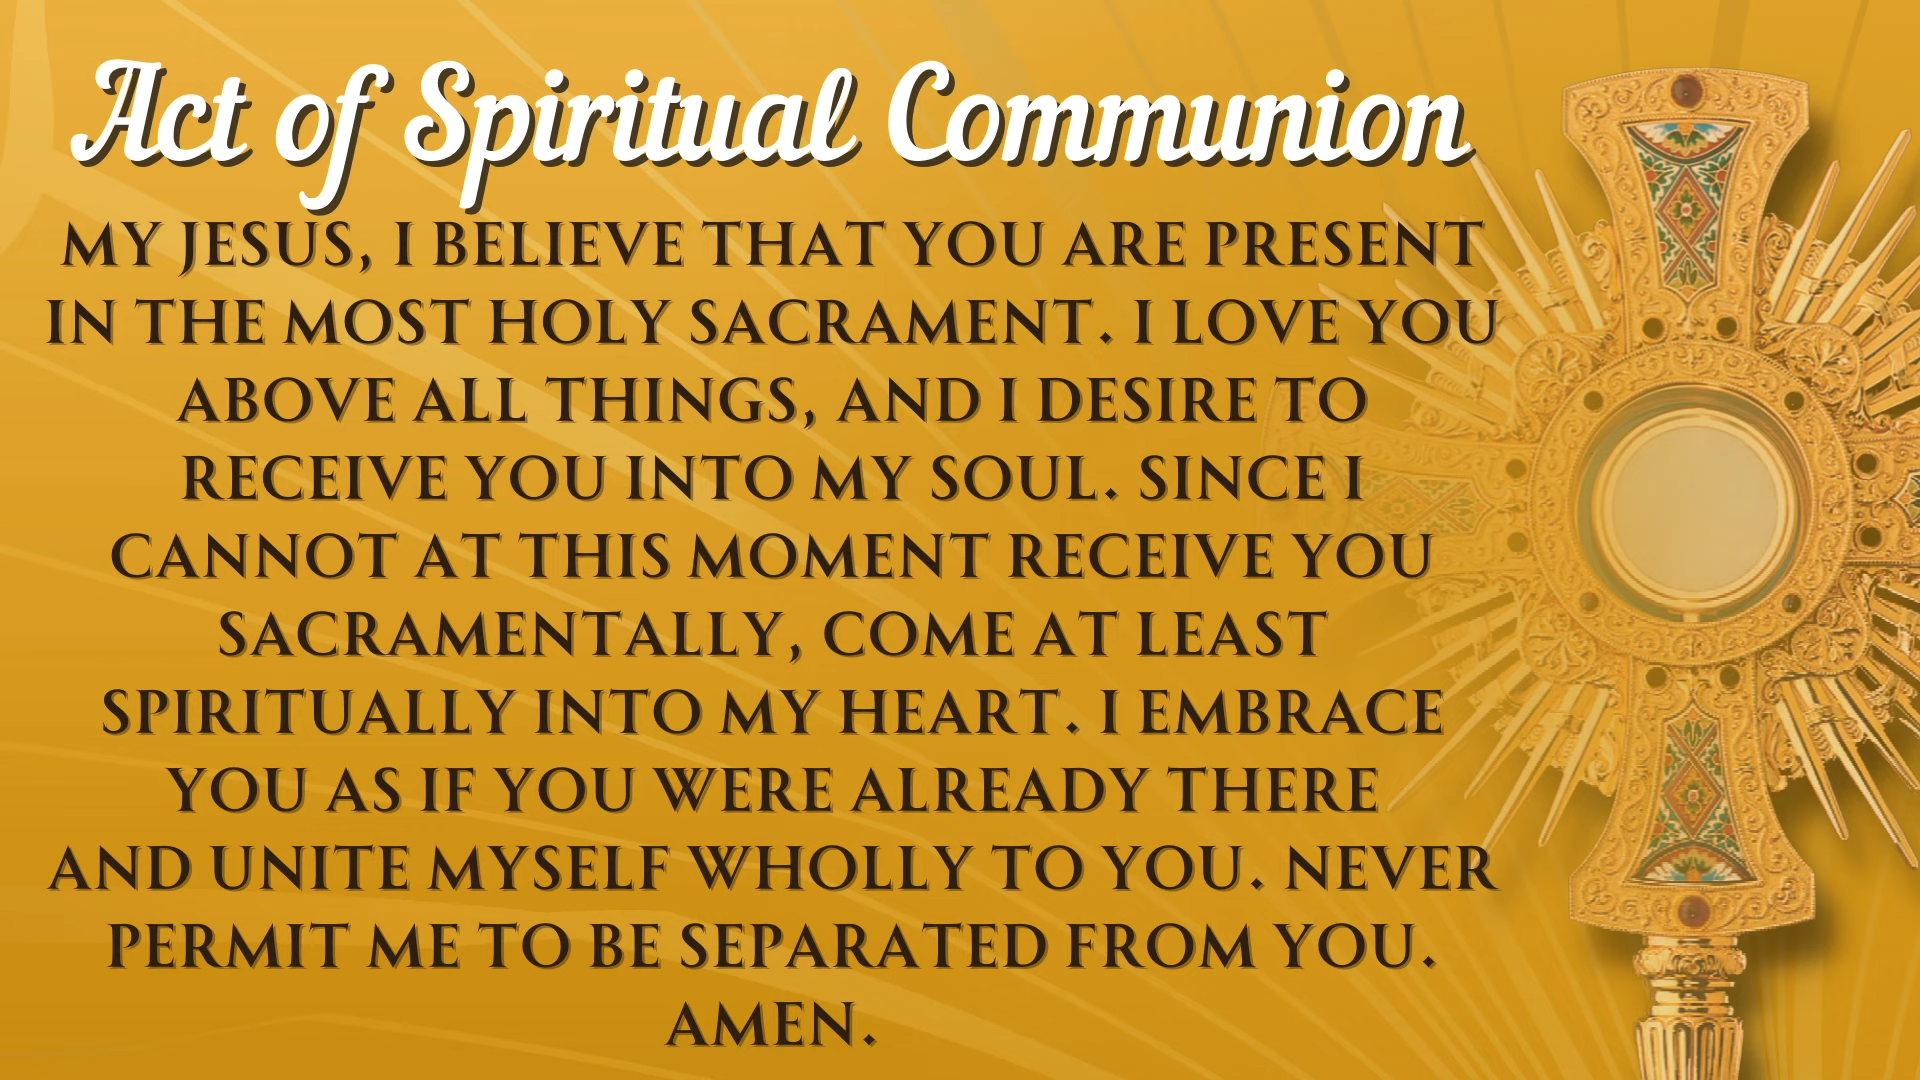 Act of Spiritual Communion
MY JESUS, I BELIEVE THAT YOU ARE PRESENT
IN THE MOST HOLY SACRAMENT. I LOVE YOU
ABOVE ALL THINGS, AND I DESIRE TO
RECEIVE YOU INTO MY SOUL. SINCE I
CANNOT AT THIS MOMENT RECEIVE YOU
SACRAMENTALLY, COME AT LEAST
SPIRITUALLY INTO MY HEART. I EMBRACE
YOU AS IF YOU WERE ALREADY THERE
AND UNITE MYSELF WHOLLY TO YOU. NEVER
PERMIT ME TO BE SEPARATED FROM YOU.
AMEN.